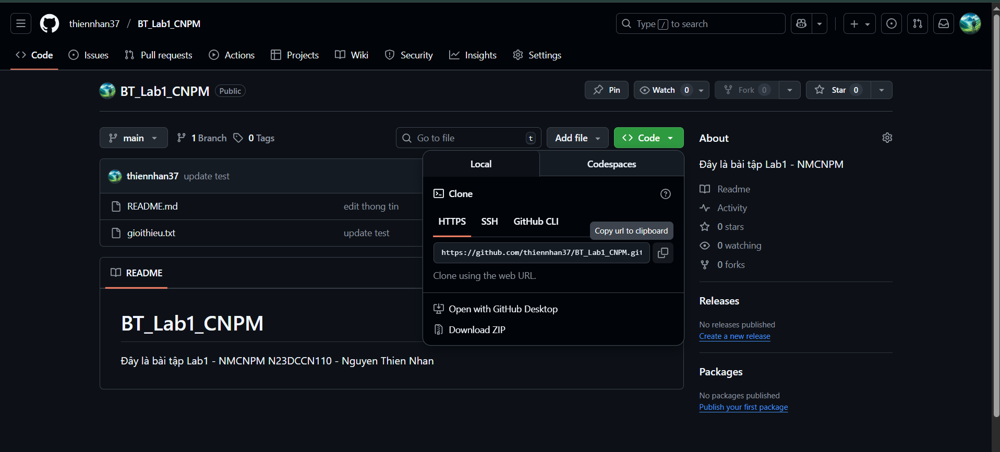 thiennhan37 / BT_Lab1_CNPM
Type / to search
Code Issues Pull requests Actions Projects Wiki Security Insights Settings
BT_Lab1_CNPM Public
Pin Watch 0 Fork 0 Star 0
main 1 Branch 0 Tags
Go to file t
Add file
Code
thiennhan37 update test
README.md edit thong tin
gioithieu.txt update test
Local Codespaces
Clone
HTTPS SSH GitHub CLI
Copy url to clipboard
https://github.com/thiennhan37/BT_Lab1_CNPM.git
Clone using the web URL.
Open with GitHub Desktop
Download ZIP
README
BT_Lab1_CNPM
Đây là bài tập Lab1 - NMCNPM N23DCCN110 - Nguyen Thien Nhan
About
Đây là bài tập Lab1 - NMCNPM
Readme
Activity
0 stars
0 watching
0 forks
Releases
No releases published
Create a new release
Packages
No packages published
Publish your first package